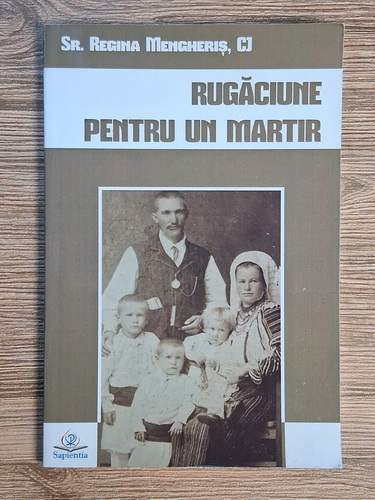 Sr. Regina Mengheriș, CJ
RUGĂCIUNE
PENTRU UN MARTIR
Sapientia